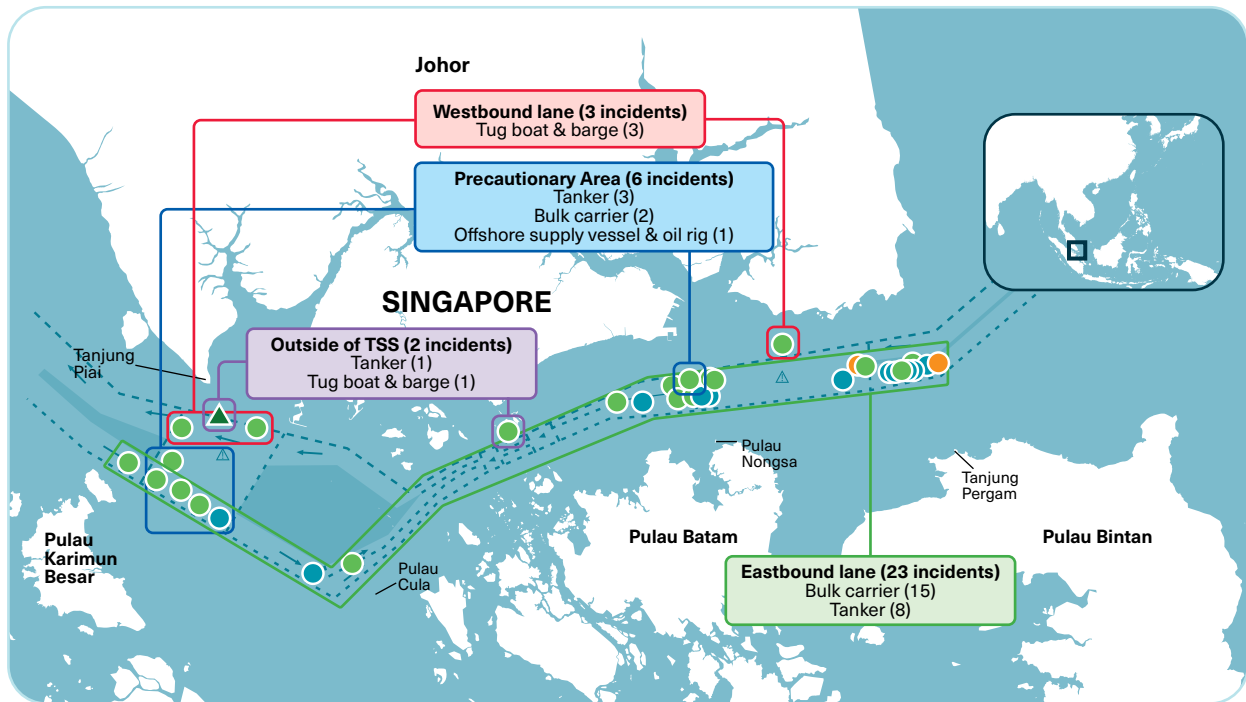 Johor
Westbound lane (3 incidents)
Tug boat & barge (3)
Precautionary Area (6 incidents)
Tanker (3)
Bulk carrier (2)
Offshore supply vessel & oil rig (1)
SINGAPORE
Outside of TSS (2 incidents)
Tanker (1)
Tug boat & barge (1)
Tanjung
Piai
Pulau
Nongsa
Tanjung
Pergam
Pulau
Karimun
Besar
Pulau Batam
Pulau Bintan
Pulau
Cula
Eastbound lane (23 incidents)
Bulk carrier (15)
Tanker (8)